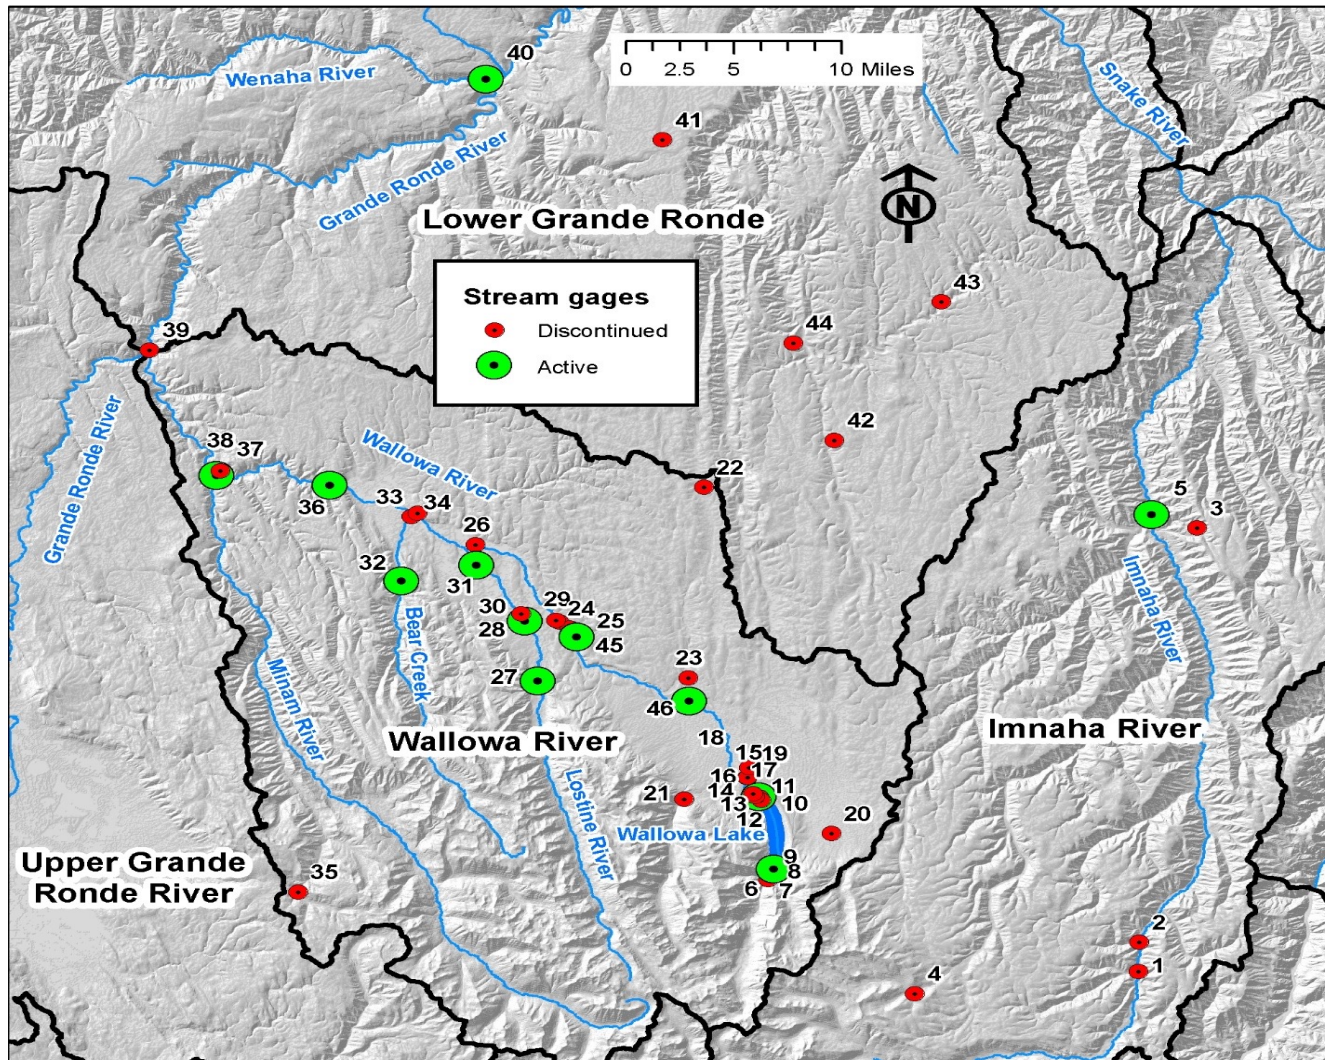 40
Wenaha River
0 2.5 5 10 Miles
Snake River
41
Grande Ronde River
Lower Grande Ronde
N
Stream gages
Discontinued
Active
43
44
39
42
Grande Ronde River
Wallowa River
38
37
22
36
33
34
26
5
3
32
31
Imnaha River
30
29
24
25
28
45
Bear Creek
27
23
46
Minam River
Wallowa River
18
Imnaha River
15
19
16
17
14
11
21
13
10
12
Wallowa Lake
20
Lostine River
Upper Grande
Ronde River
35
9
8
6
7
2
1
4